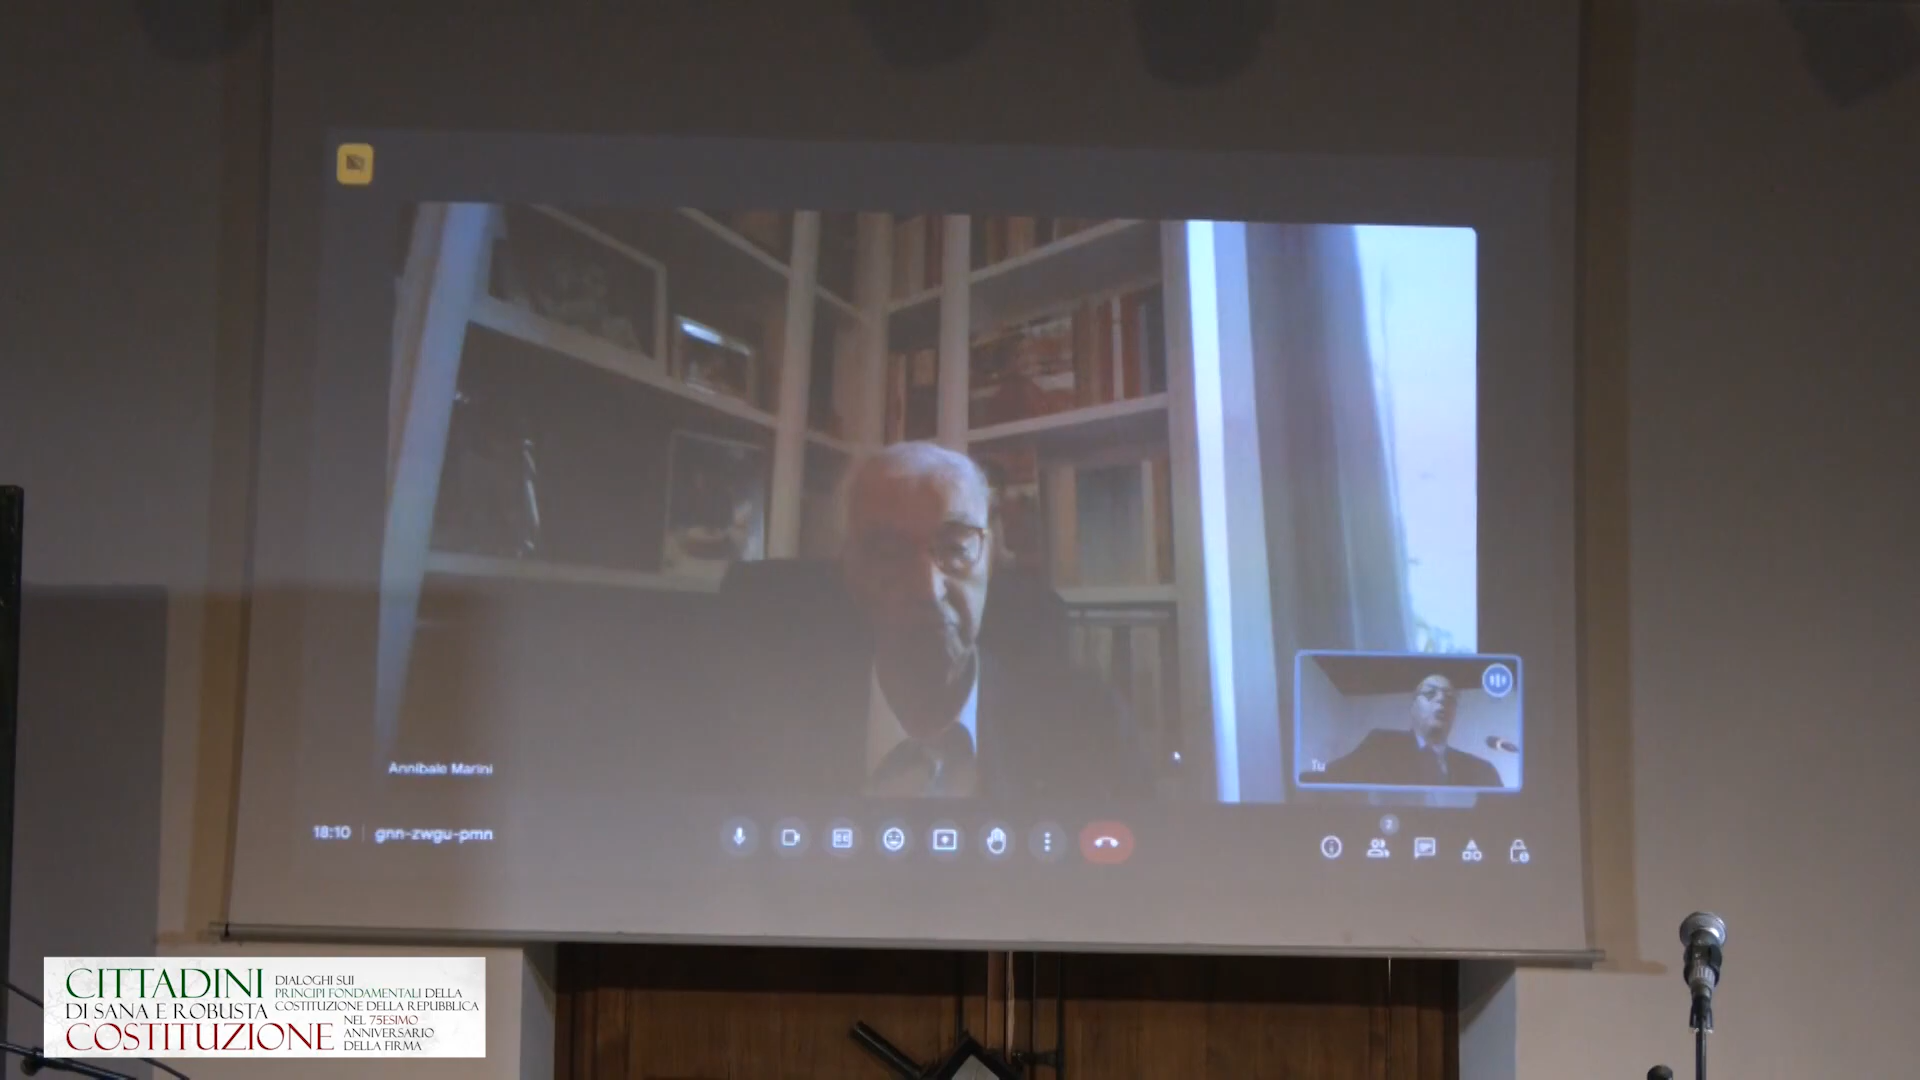 Annibale Marini
Tu
18:10
gnn-zwgu-pmn
2
CITTADINI
DI SANA E ROBUSTA
COSTITUZIONE
DIALOGHI SUI
PRINCIPI FONDAMENTALI DELLA
COSTITUZIONE DELLA REPUBBLICA
NEL 75ESIMO
ANNIVERSARIO
DELLA FIRMA